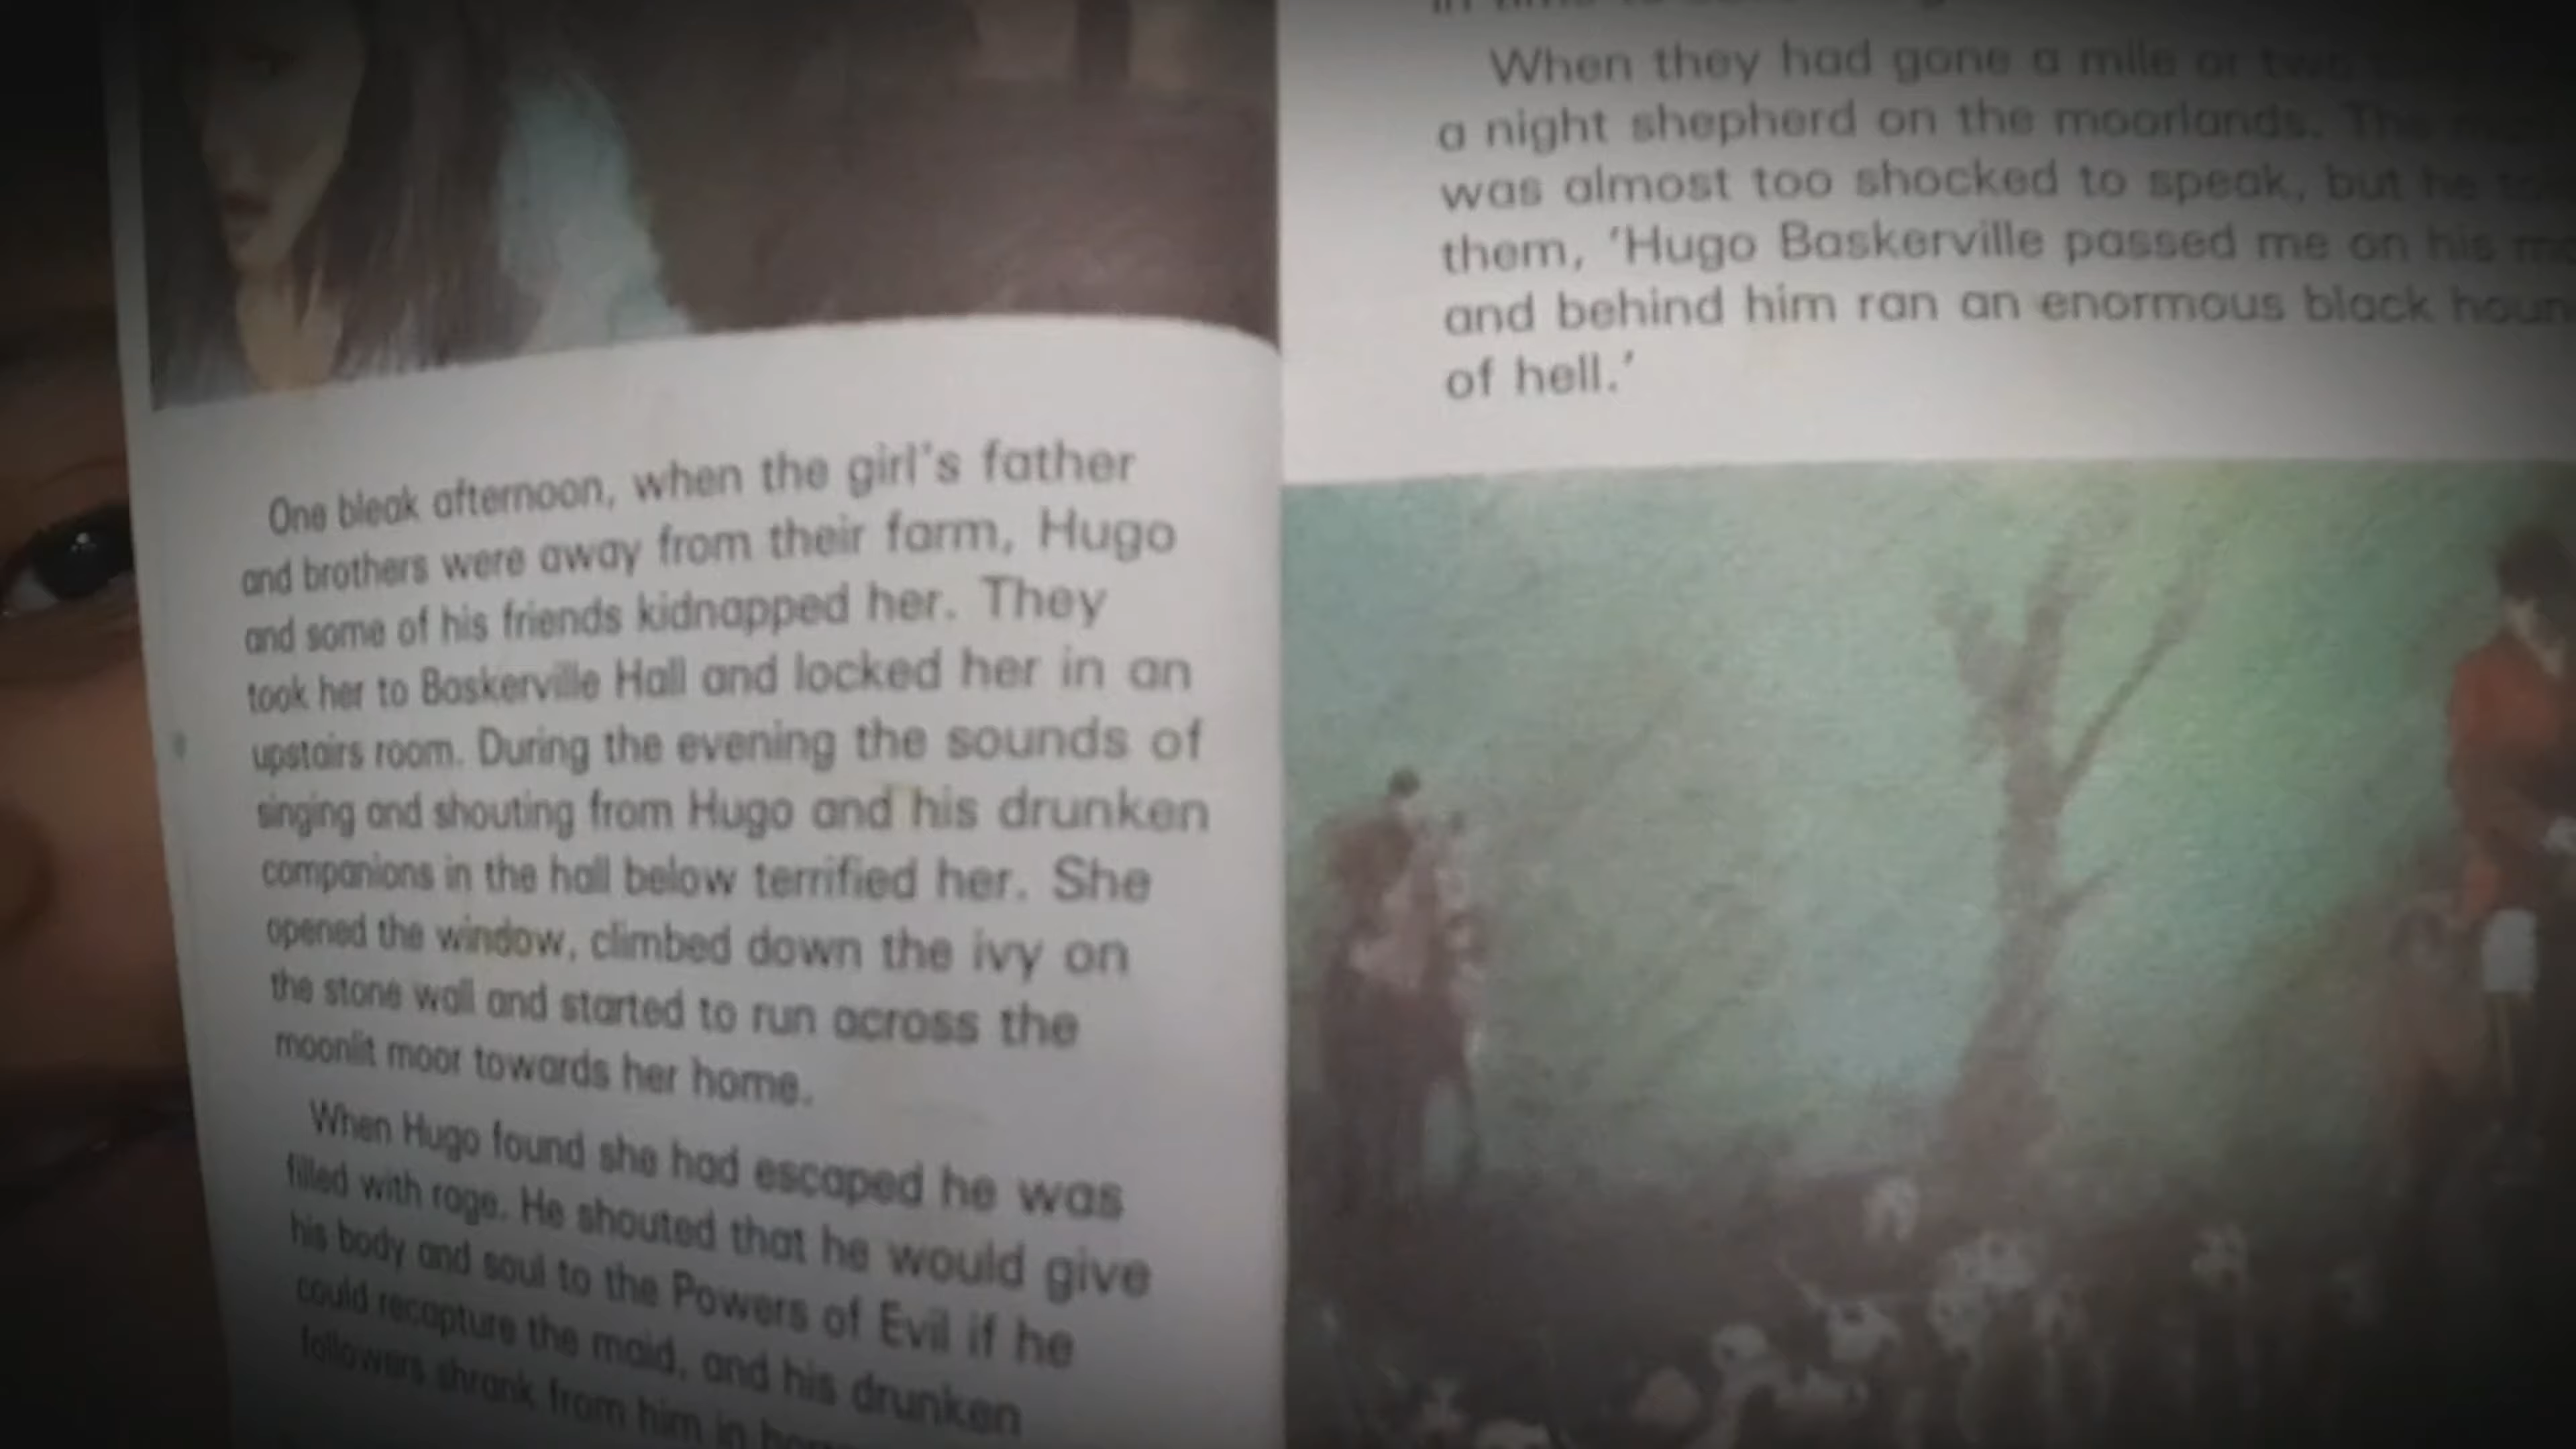 One bleak afternoon, when the girl's father
and brothers were away from their farm, Hugo
and some of his friends kidnapped her. They
took her to Baskerville Hall and locked her in an
upstairs room. During the evening the sounds of
singing and shouting from Hugo and his drunken
companions in the hall below terrified her. She
opened the window, climbed down the ivy on
the stone wall and started to run across the
moonlit moor towards her home.
When Hugo found she had escaped he was
filled with rage. He shouted that he would give
his body and soul to the Powers of Evil if he
could recapture the maid, and his drunken
followers shrank from him in
When they had gone a mile or two
a night shepherd on the moorlands. The
was almost too shocked to speak, but he
them, 'Hugo Baskerville passed me on his
and behind him ran an enormous black
of hell.'